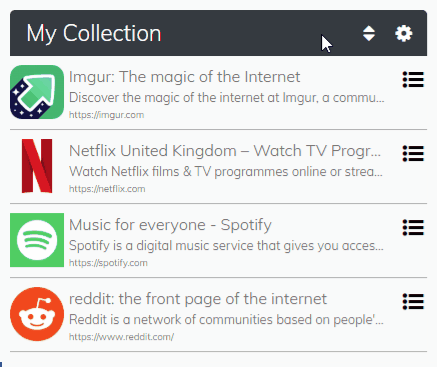 My Collection
Imgur: The magic of the Internet
Discover the magic of the internet at Imgur, a commu...
https://imgur.com
Netflix United Kingdom – Watch TV Progr...
Watch Netflix films & TV programmes online or strea...
https://netflix.com
Music for everyone - Spotify
Spotify is a digital music service that gives you acces...
https://spotify.com
reddit: the front page of the internet
Reddit is a network of communities based on people'...
https://www.reddit.com/